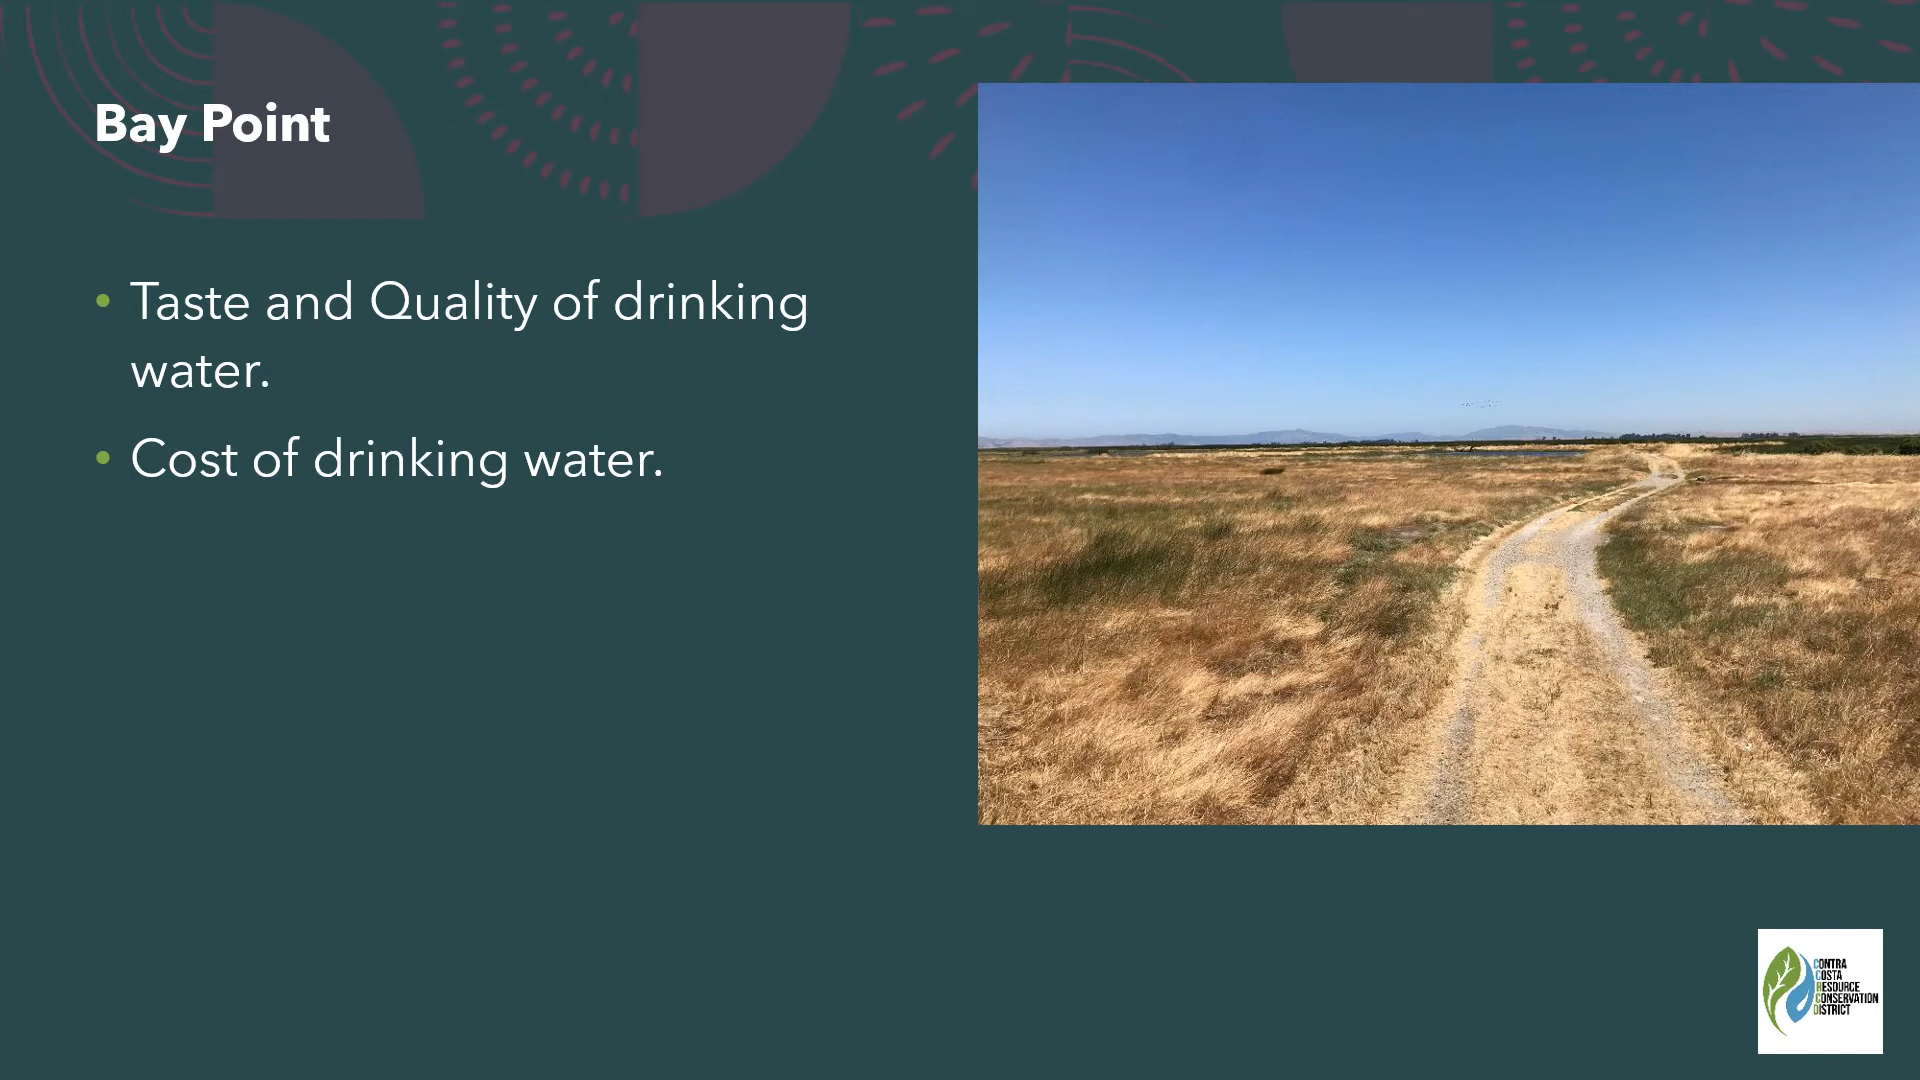 Bay Point
• Taste and Quality of drinking
water.
• Cost of drinking water.
CONTRA
COSTA
RESOURCE
CONSERVATION
DISTRICT